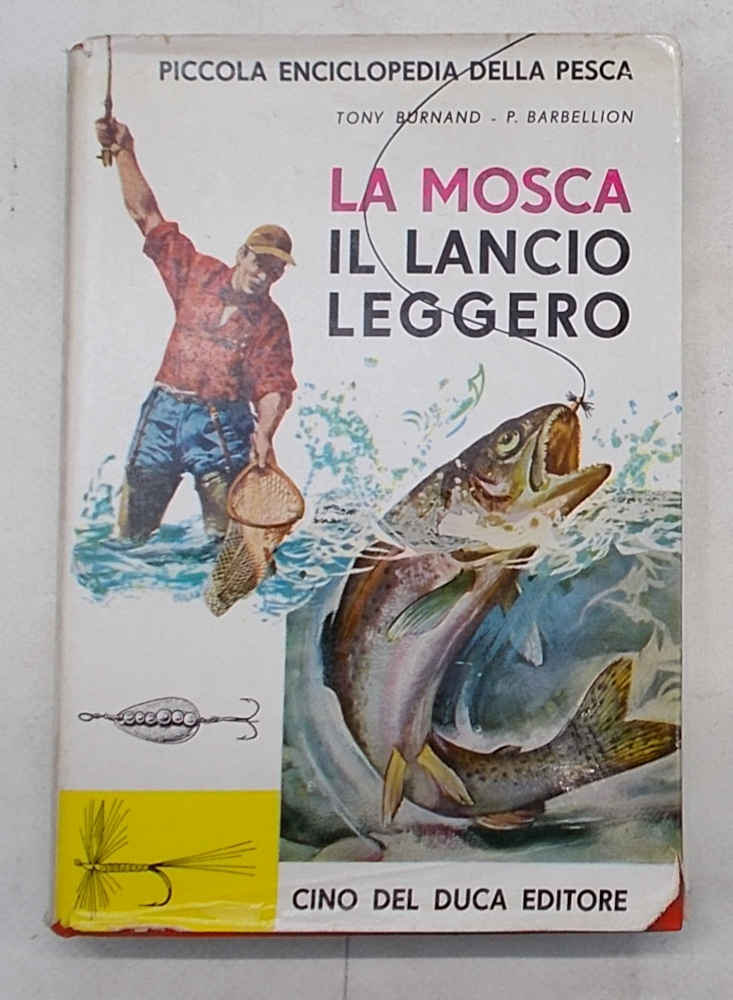 PICCOLA ENCICLOPEDIA DELLA PESCA
TONY BURNAND - P. BARBELLION
LA MOSCA
IL LANCIO
LEGGERO
CINO DEL DUCA EDITORE